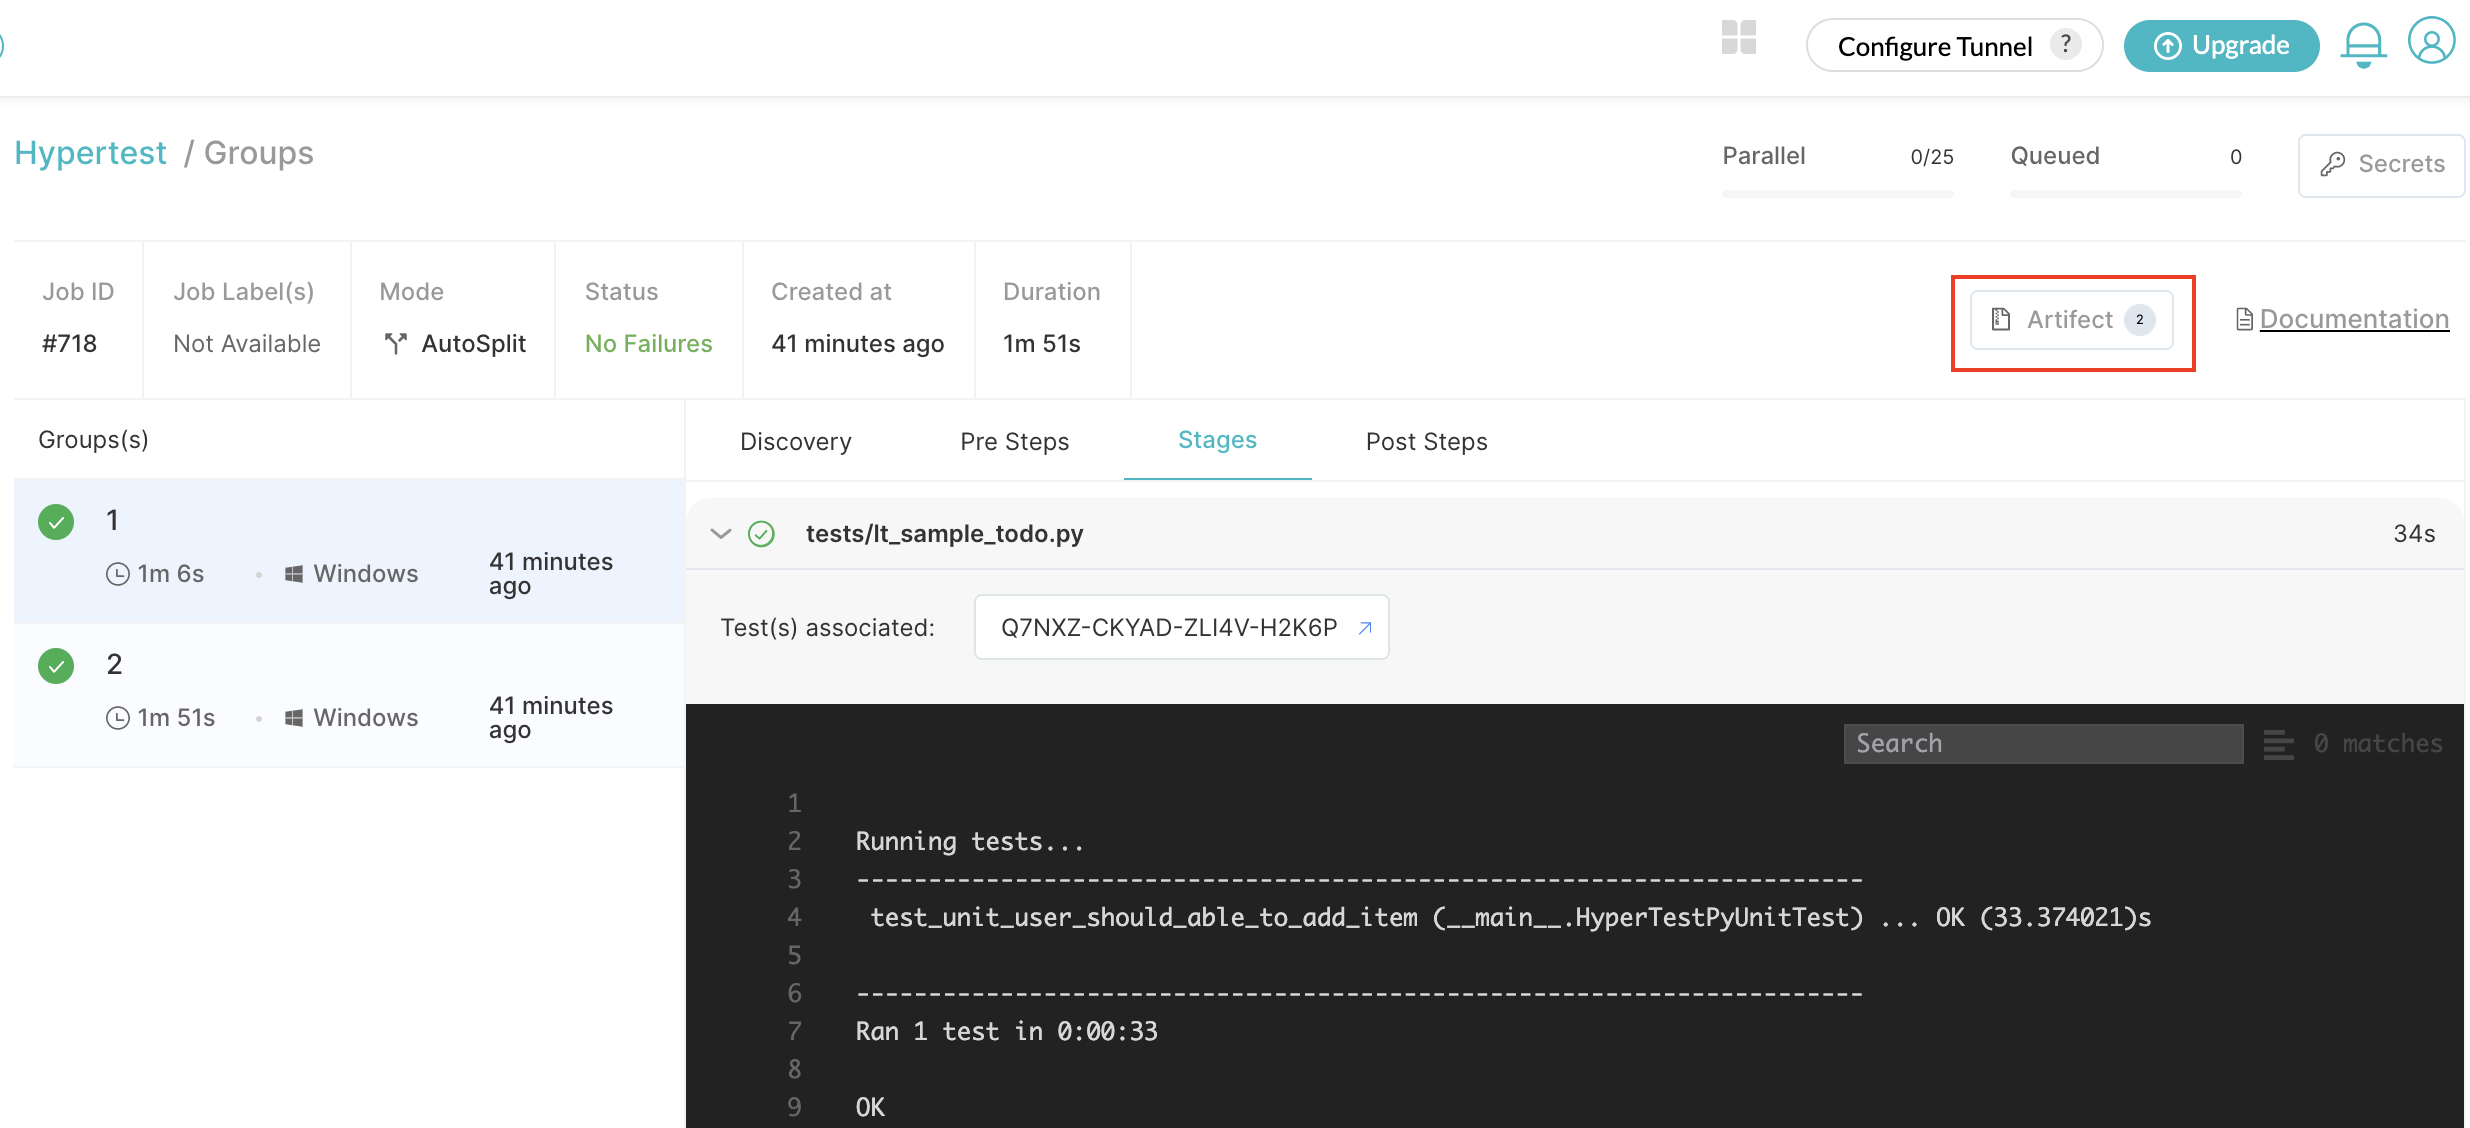 Configure Tunnel ?
Upgrade
Hypertest / Groups
Parallel 0/25
Queued 0
Secrets
Job ID
#718
Job Label(s)
Not Available
Mode
AutoSplit
Status
No Failures
Created at
41 minutes ago
Duration
1m 51s
Artifect 2
Documentation
Groups(s)
1
1m 6s • Windows
41 minutes
ago
2
1m 51s • Windows
41 minutes
ago
Discovery Pre Steps Stages Post Steps
tests/lt_sample_todo.py 34s
Test(s) associated: Q7NXZ-CKYAD-ZLI4V-H2K6P
Search 0 matches
1
2 Running tests...
3 ----------------------------------------------------------------------
4 test_unit_user_should_able_to_add_item (__main__.HyperTestPyUnitTest) ... OK (33.374021)s
5
6 ----------------------------------------------------------------------
7 Ran 1 test in 0:00:33
8
9 OK